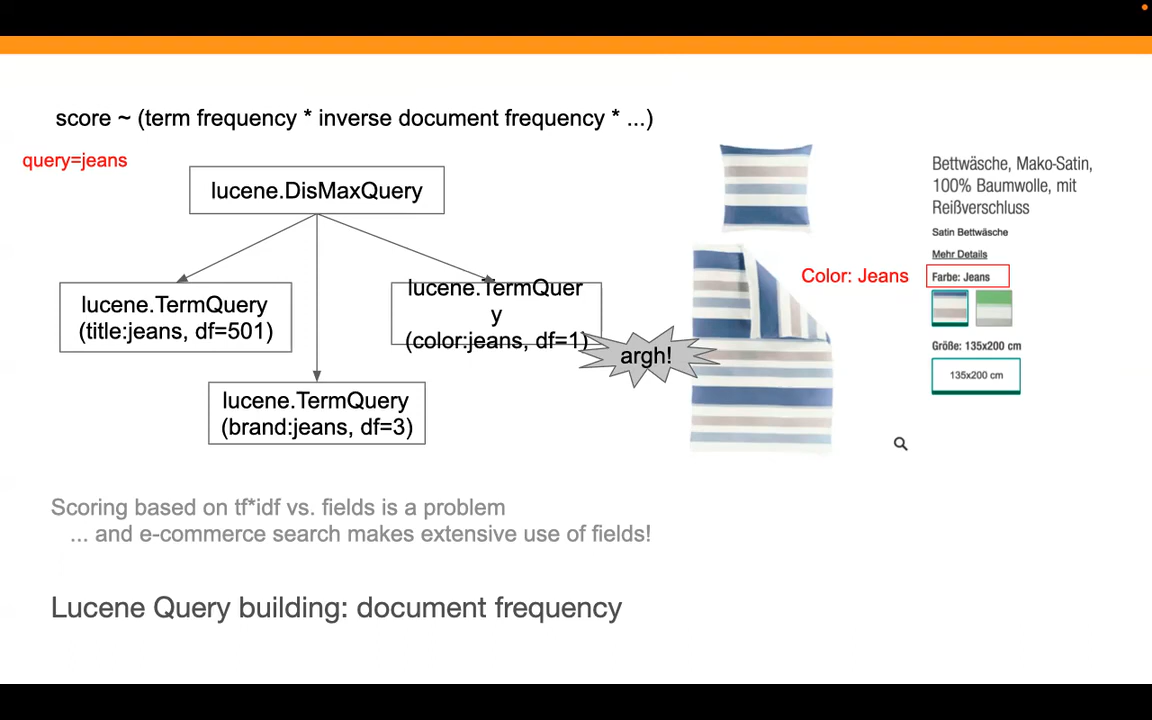 score ~ (term frequency * inverse document frequency * ...)
query=jeans
lucene.DisMaxQuery
lucene.TermQuery
(title:jeans, df=501)
lucene.TermQuer
y
(color:jeans, df=1)
argh!
lucene.TermQuery
(brand:jeans, df=3)
Color: Jeans
Bettwäsche, Mako-Satin,
100% Baumwolle, mit
Reißverschluss
Satin Bettwäsche
Mehr Details
Farbe: Jeans
Größe: 135x200 cm
135x200 cm
Scoring based on tf*idf vs. fields is a problem
... and e-commerce search makes extensive use of fields!
Lucene Query building: document frequency